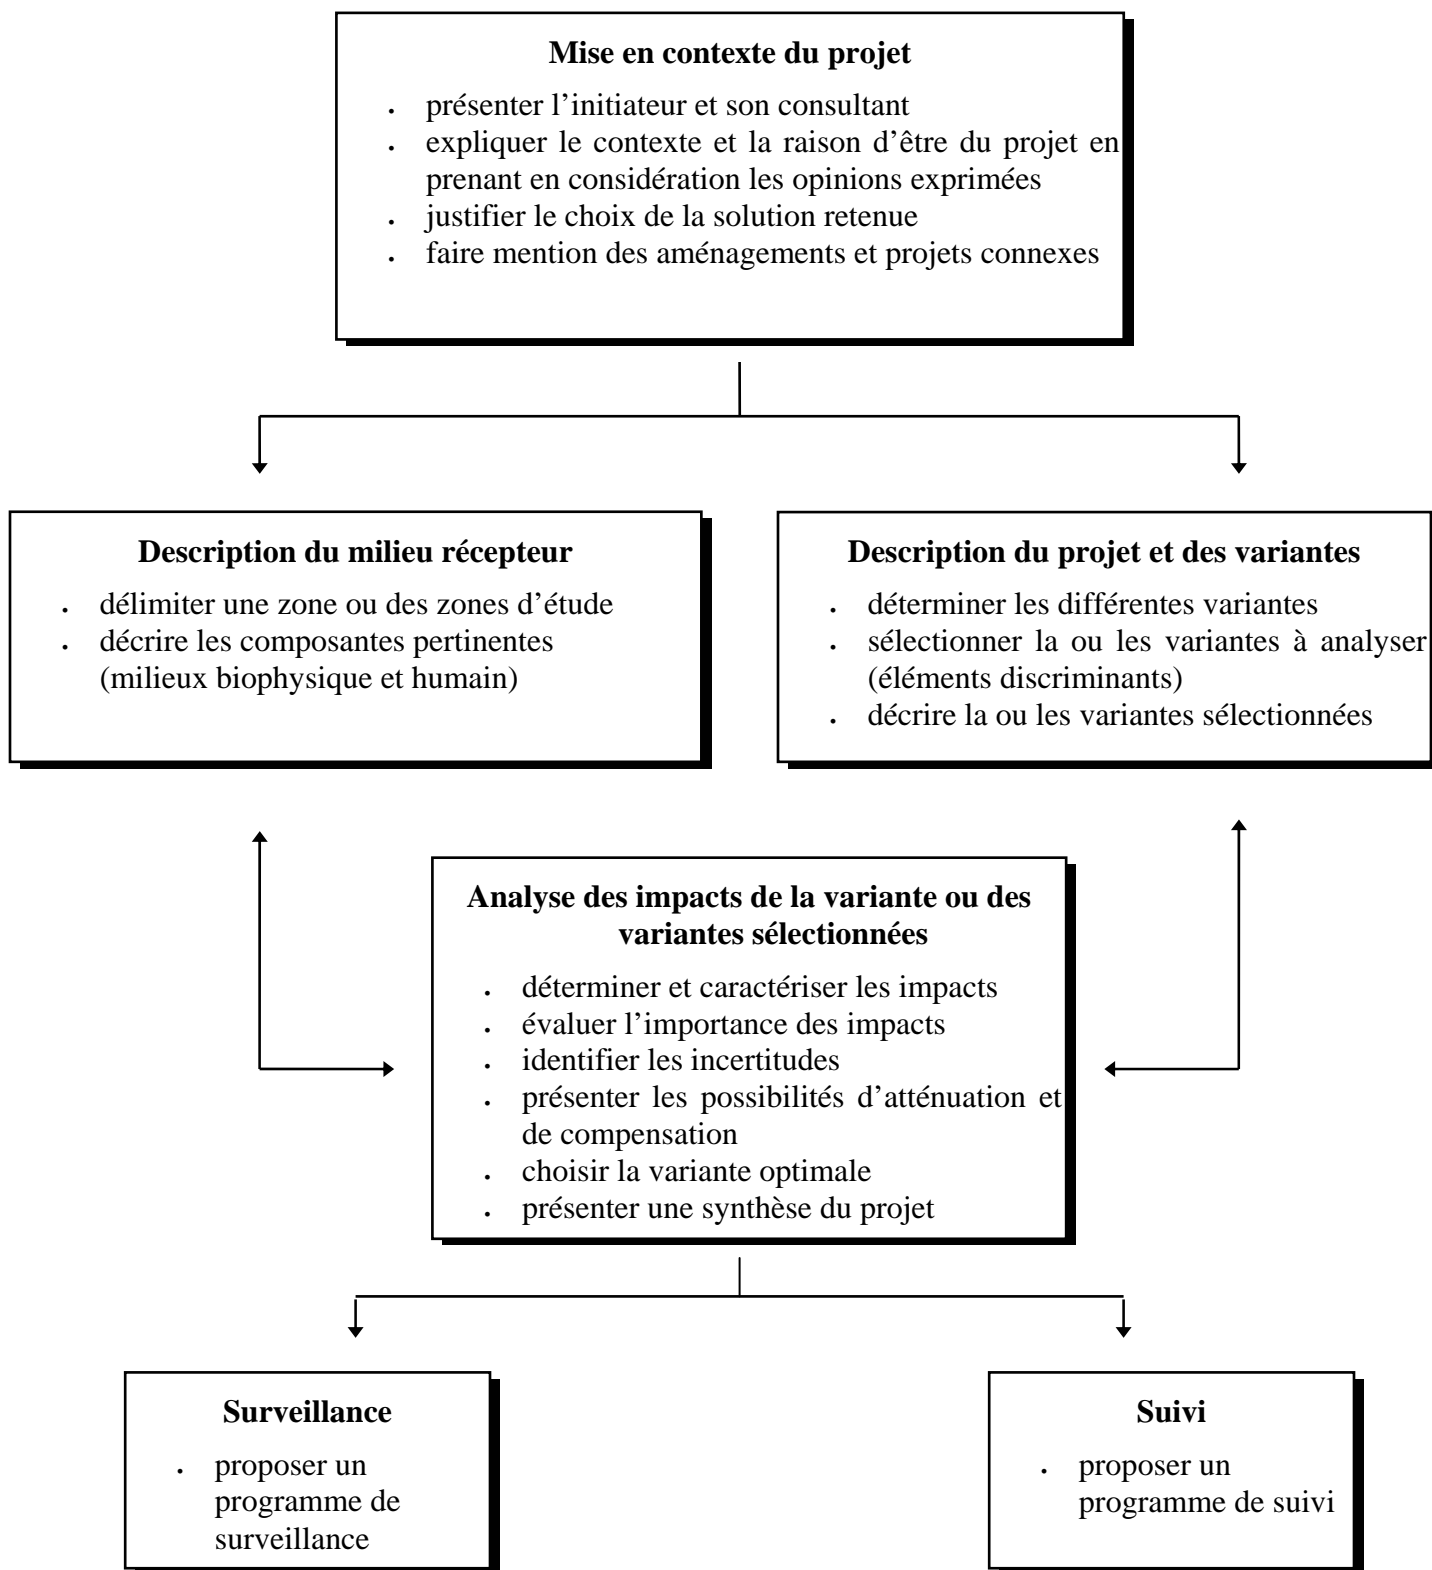 Mise en contexte du projet
. présenter l’initiateur et son consultant
. expliquer le contexte et la raison d’être du projet en
prenant en considération les opinions exprimées
. justifier le choix de la solution retenue
. faire mention des aménagements et projets connexes
Description du milieu récepteur
. délimiter une zone ou des zones d’étude
. décrire les composantes pertinentes
(milieux biophysique et humain)
Description du projet et des variantes
. déterminer les différentes variantes
. sélectionner la ou les variantes à analyser
(éléments discriminants)
. décrire la ou les variantes sélectionnées
Analyse des impacts de la variante ou des
variantes sélectionnées
. déterminer et caractériser les impacts
. évaluer l’importance des impacts
. identifier les incertitudes
. présenter les possibilités d’atténuation et
de compensation
. choisir la variante optimale
. présenter une synthèse du projet
Surveillance
. proposer un
programme de
surveillance
Suivi
. proposer un
programme de suivi